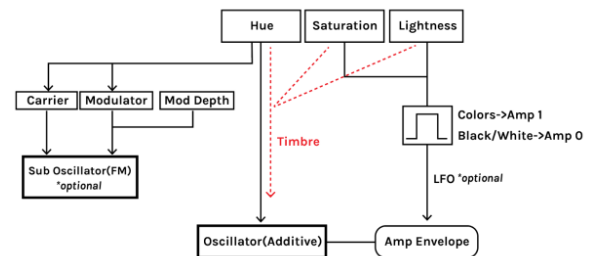 Hue
Saturation
Lightness
Carrier
Modulator
Mod Depth
Colors->Amp 1
Black/White->Amp 0
Timbre
Sub Oscillator(FM)
*optional
LFO *optional
Oscillator(Additive)
Amp Envelope